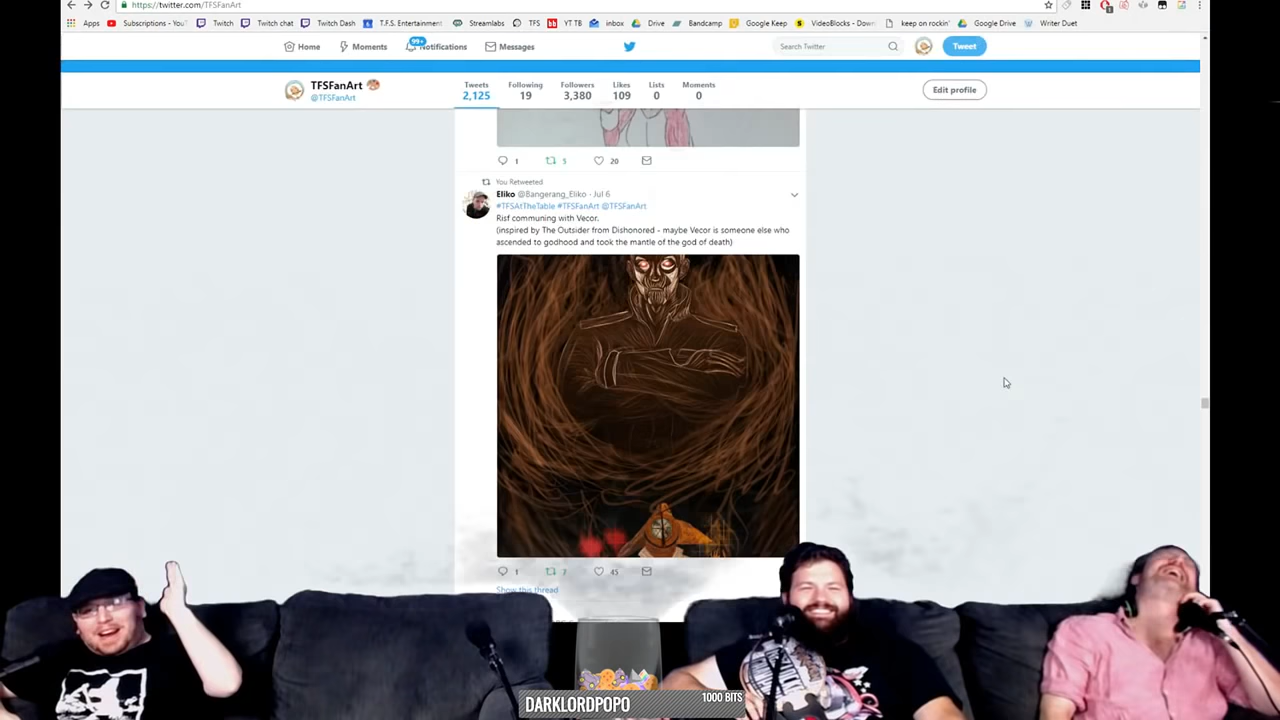 https://twitter.com/TFSFanArt
Apps Subscriptions - You Twitch Twitch chat Twitch Dash T.F.S. Entertainment Streamlabs TFS YT TB inbox Drive Bandcamp Google Keep VideoBlocks - Dow keep on rockin' Google Drive Writer Duet
Home Moments 99+ Notifications Messages Search Twitter Tweet
TFSFanArt
@TFSFanArt
Tweets Following Followers Likes Lists Moments
2,125 19 3,380 109 0 0
Edit profile
1 5 20
You Retweeted
Eliko @Bangerang_Eliko · Jul 6
#TFSAtTheTable #TFSFanArt @TFSFanArt
Risf communing with Vecor.
(inspired by The Outsider from Dishonored - maybe Vecor is someone else who
ascended to godhood and took the mantle of the god of death)
1 7 45
Show this thread
DARKLORDPOPO 1000 BITS